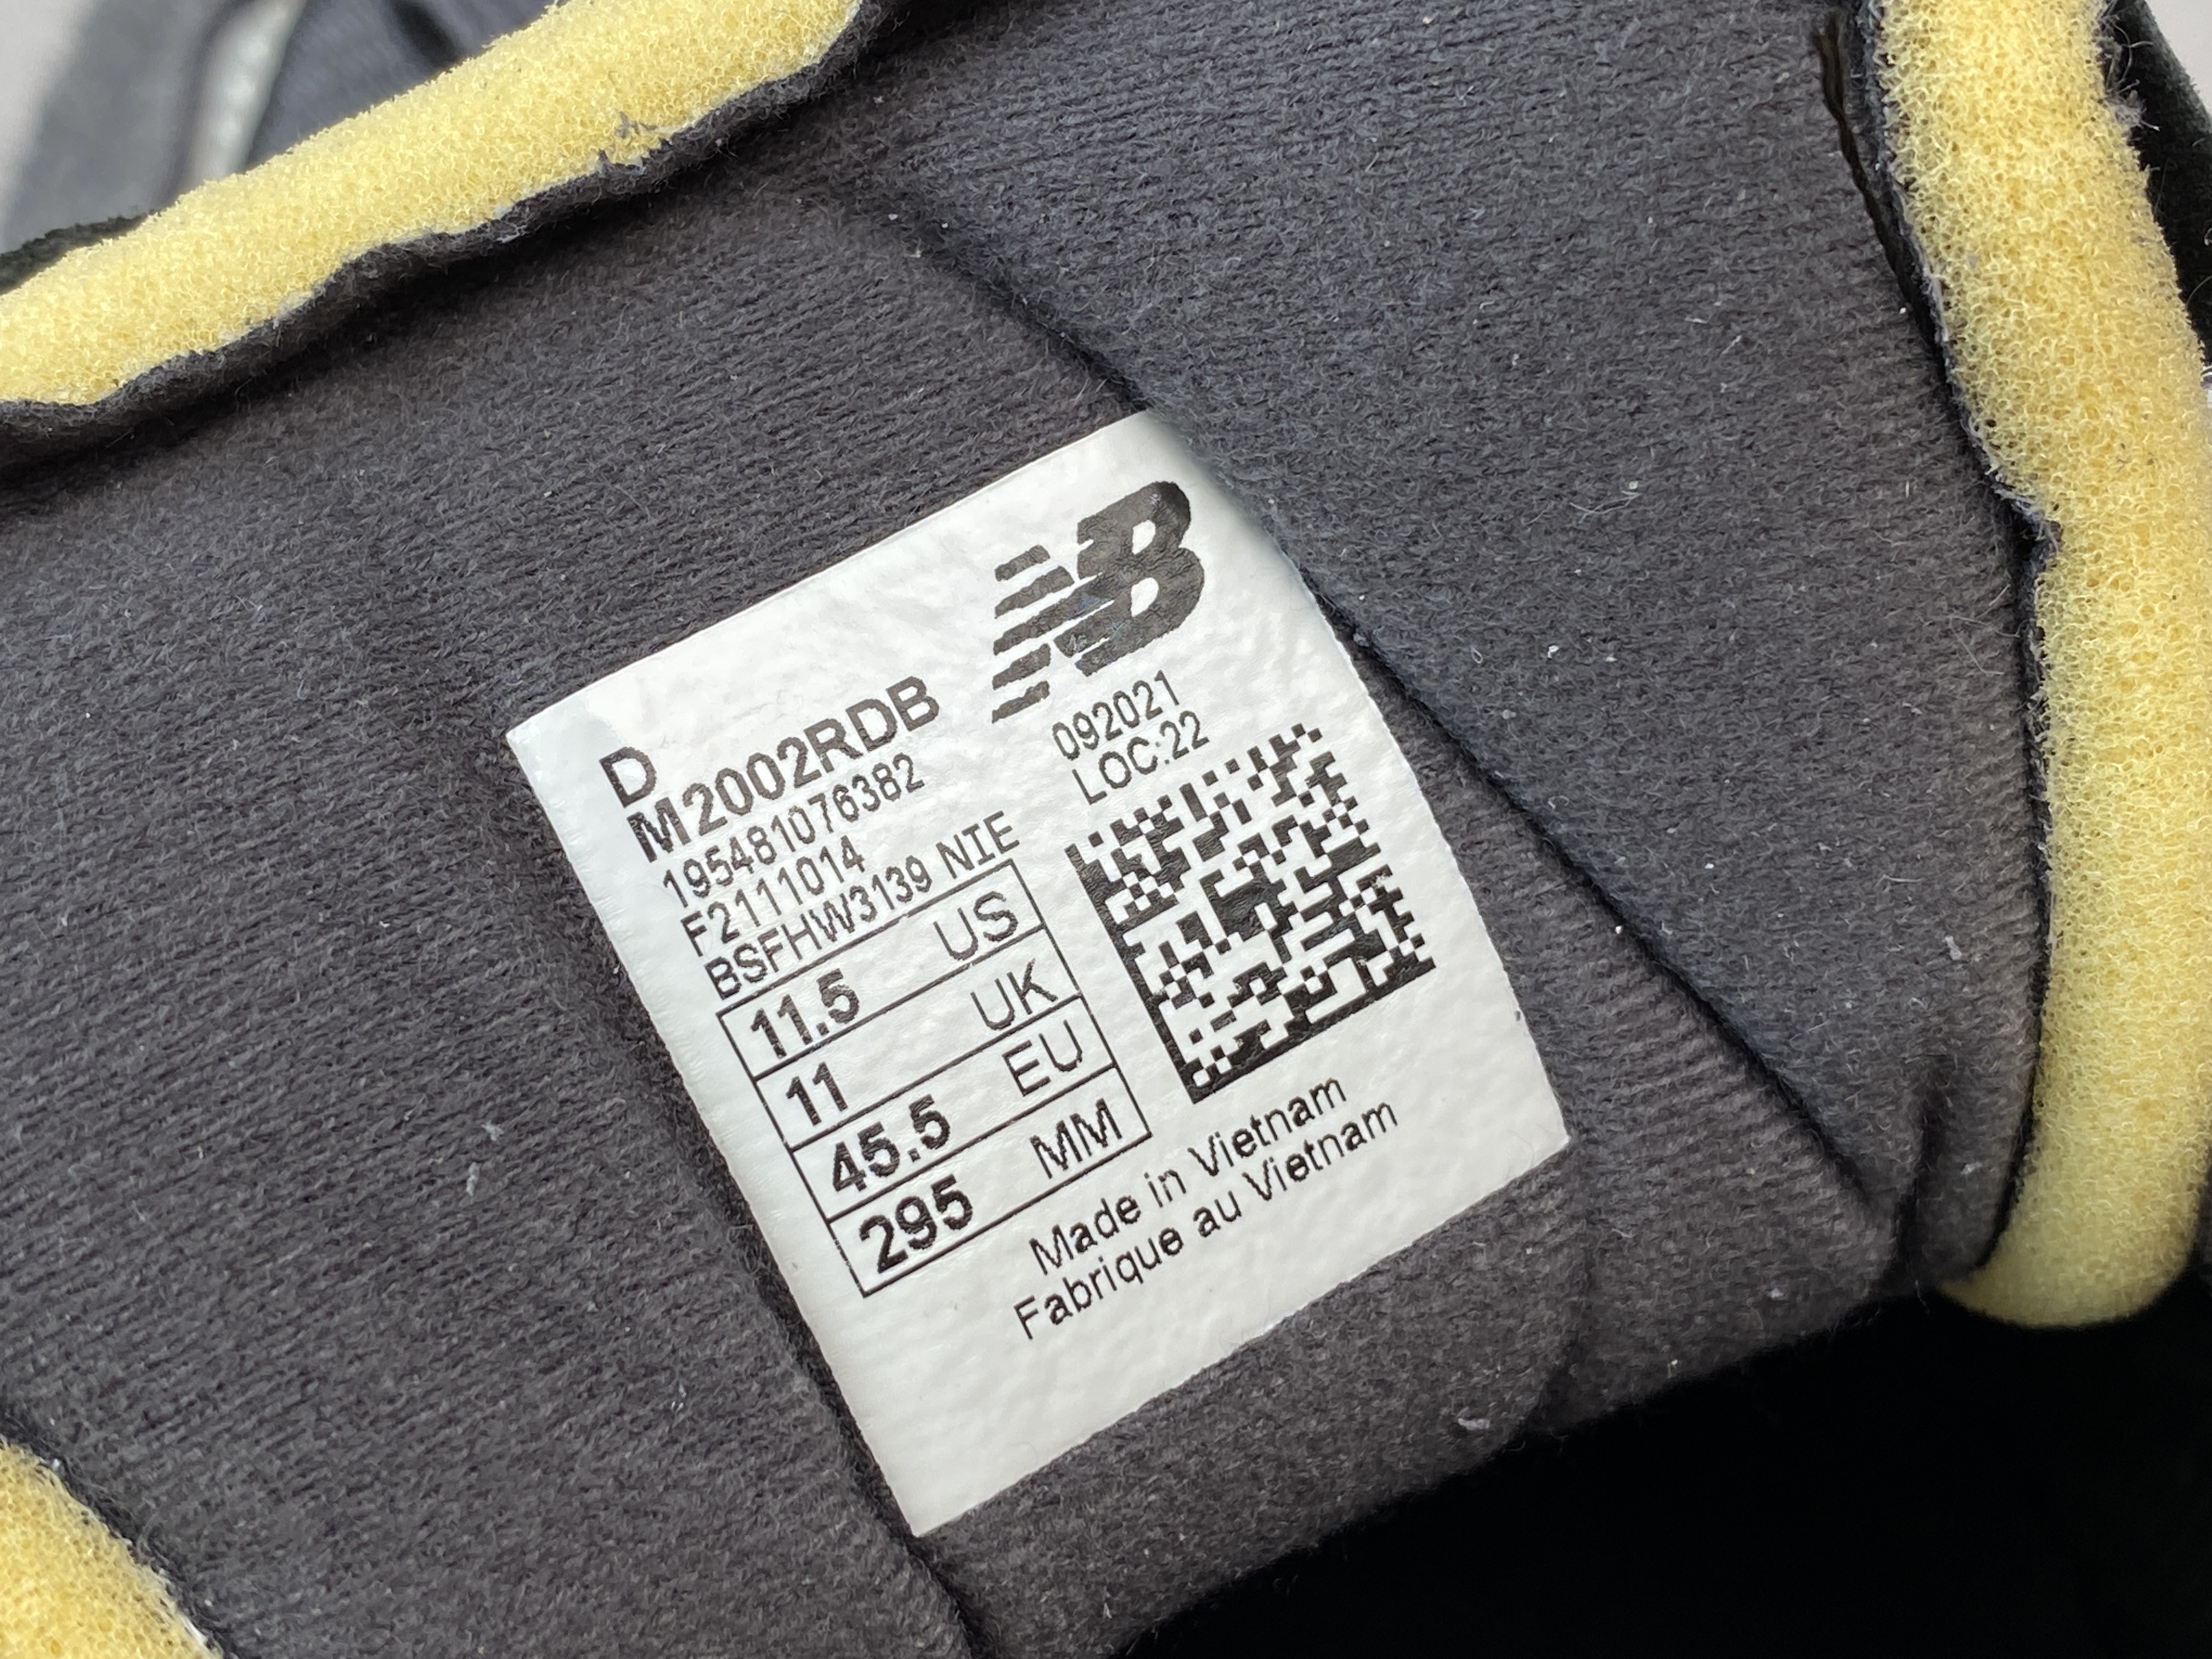 NB
D
M2002RDB
195481076382
F2111014
BSFHW3139 NIE
092021
LOC:22
11.5 US
11 UK
45.5 EU
295 MM
Made in Vietnam
Fabrique au Vietnam